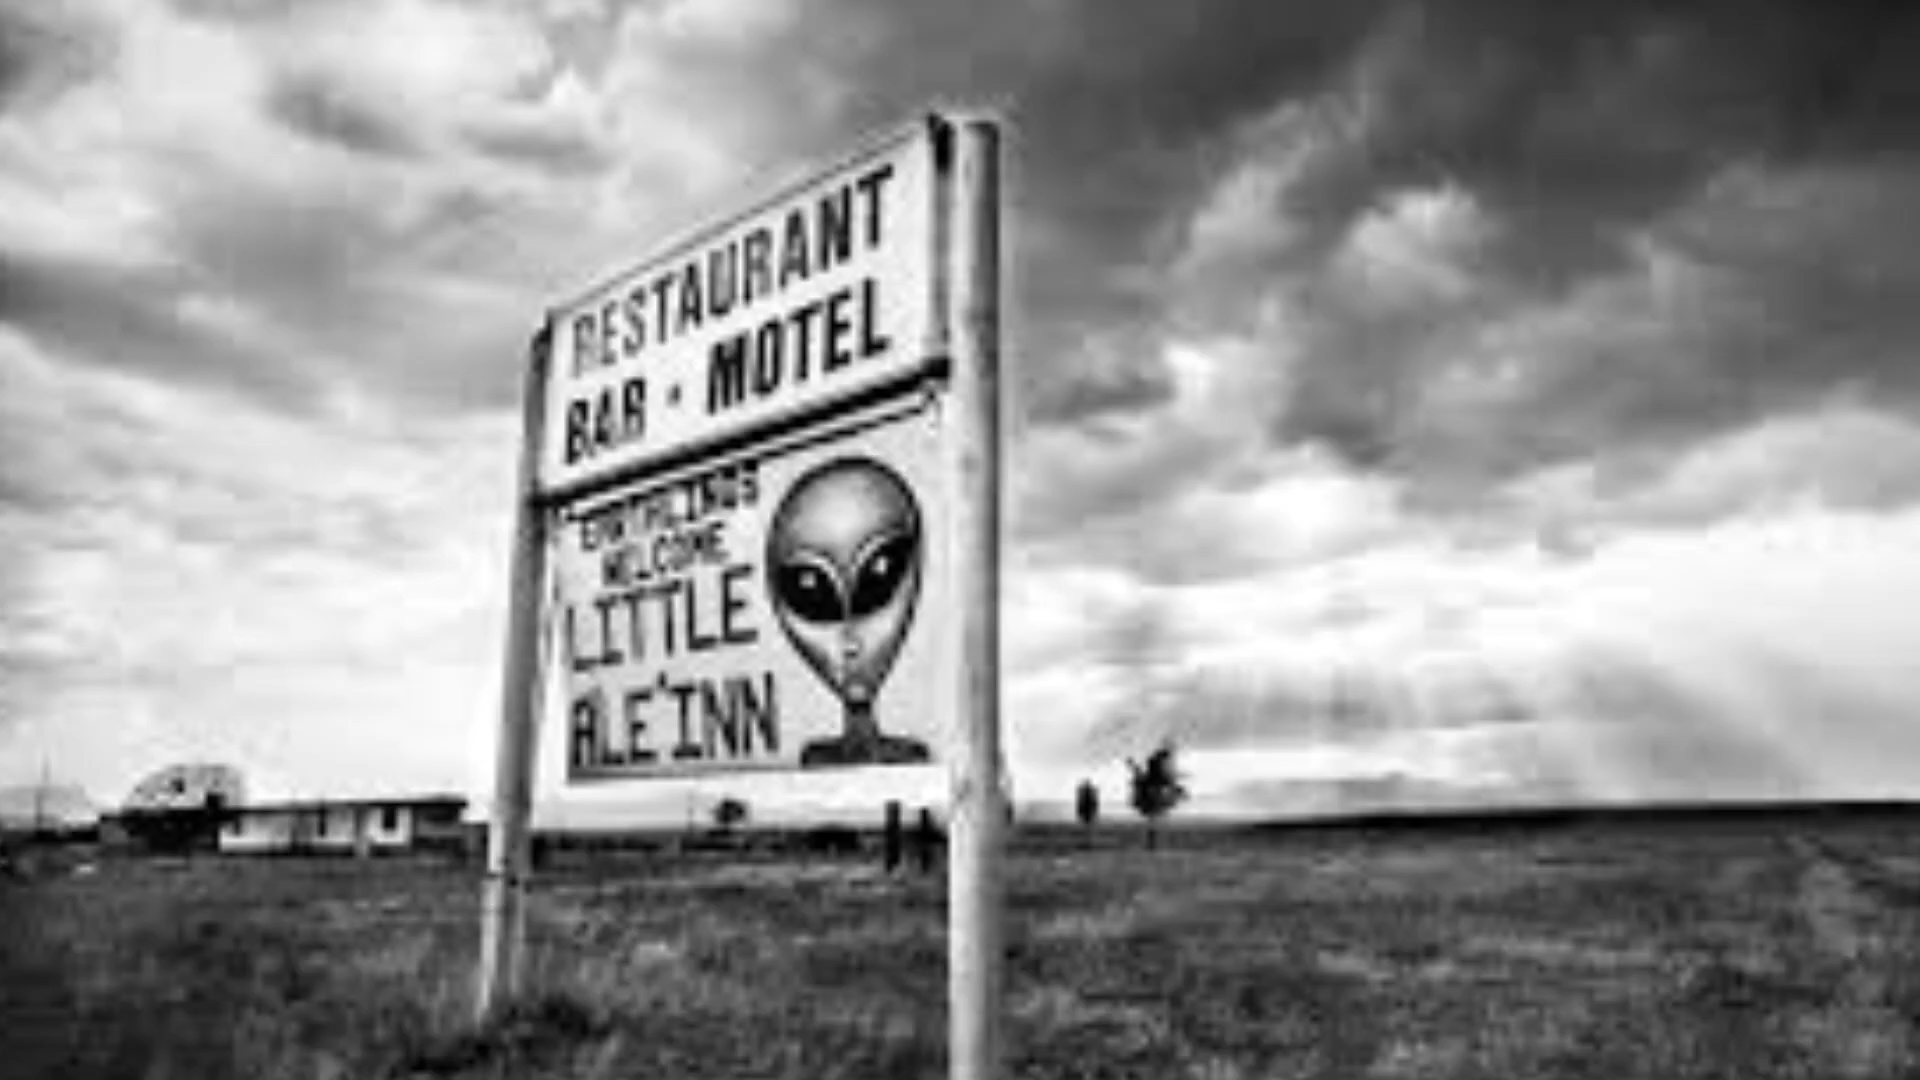 RESTAURANT
BAR · MOTEL
EARTHLINGS
WELCOME
LITTLE
A'LE'INN